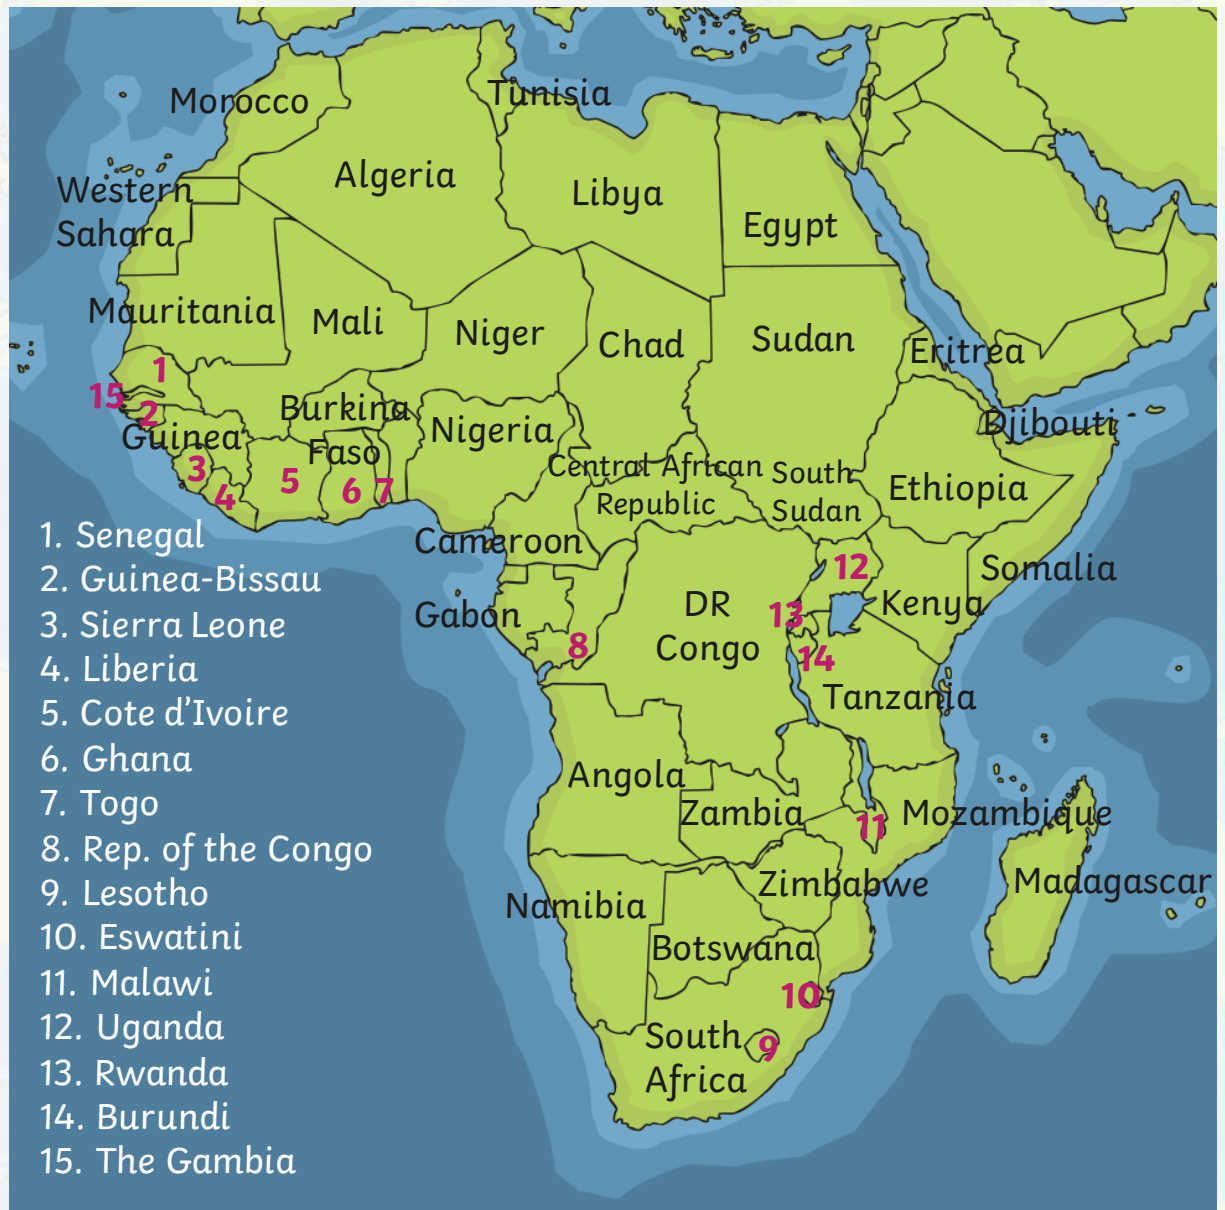 Morocco
Tunisia
Algeria
Libya
Egypt
Western
Sahara
Mauritania
Mali
Niger
Chad
Sudan
Eritrea
1
15
2
Burkina
Faso
Nigeria
Djibouti
Guinea
3
4
5
6
7
Central African
Republic
South
Sudan
Ethiopia
Cameroon
Somalia
12
Gabon
DR
Congo
13
Kenya
8
14
Tanzania
Angola
Zambia
11
Mozambique
Zimbabwe
Madagascar
Namibia
Botswana
10
South
Africa
9
1. Senegal
2. Guinea-Bissau
3. Sierra Leone
4. Liberia
5. Cote d'Ivoire
6. Ghana
7. Togo
8. Rep. of the Congo
9. Lesotho
10. Eswatini
11. Malawi
12. Uganda
13. Rwanda
14. Burundi
15. The Gambia